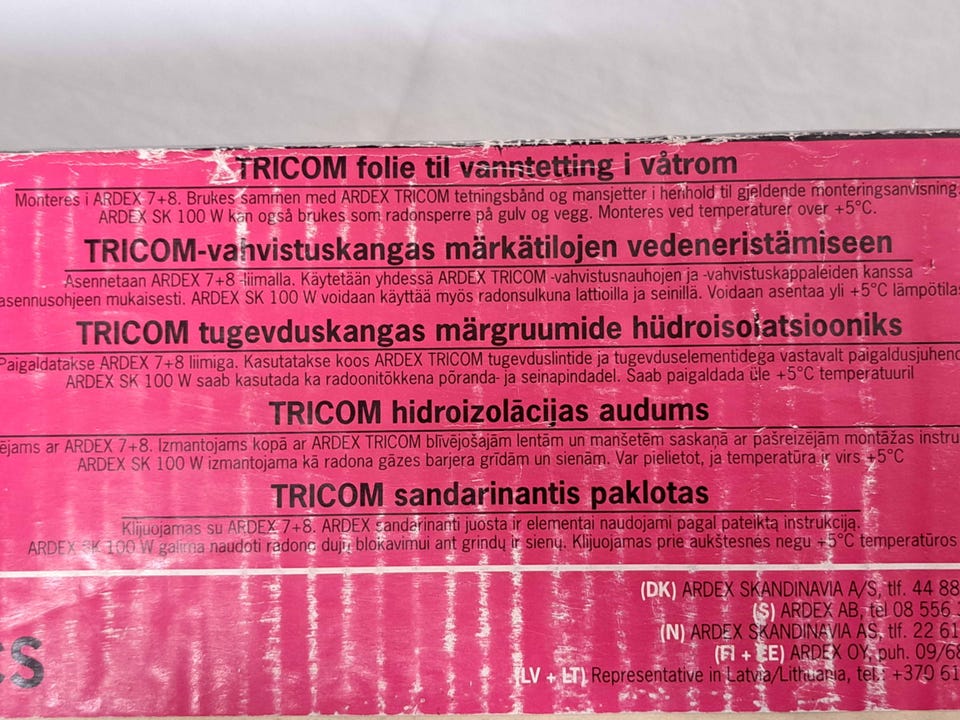 TRICOM folie til vanntetting i våtrom
Monteres i ARDEX 7+8. Brukes sammen med ARDEX TRICOM tetningsbånd og mansjetter i henhold til gjeldende monteringsanvisning.
ARDEX SK 100 W kan også brukes som radonsperre på gulv og vegg. Monteres ved temperaturer over +5°C.
TRICOM-vahvistuskangas märkätilojen vedeneristämiseen
Asennetaan ARDEX 7+8 -liimalla. Käytetään yhdessä ARDEX TRICOM -vahvistusnauhojen ja -vahvistuskappaleiden kanssa
asennusohjeen mukaisesti. ARDEX SK 100 W voidaan käyttää myös radonsulkuna lattioilla ja seinillä. Voidaan asentaa yli +5°C lämpötilas
TRICOM tugevduskangas märgruumide hüdroisolatsiooniks
Paigaldatakse ARDEX 7+8 liimiga. Kasutatakse koos ARDEX TRICOM tugevduslintide ja tugevduselementidega vastavalt paigaldusjuhend
ARDEX SK 100 W saab kasutada ka radoonitõkkena põranda- ja seinapindadel. Saab paigaldada üle +5°C temperatuuril
TRICOM hidroizolācijas audums
ējams ar ARDEX 7+8. Izmantojams kopā ar ARDEX TRICOM blīvējošajām lentām un manšetēm saskaņā ar pašreizējām montāžas instru
ARDEX SK 100 W izmantojama kā radona gāzes barjera grīdām un sienām. Var pielietot, ja temperatūra ir virs +5°C
TRICOM sandarinantis paklotas
Klijuojamas su ARDEX 7+8. ARDEX sandarinanti juosta ir elementai naudojami pagal pateiktą instrukciją.
ARDEX SK 100 W galima naudoti radono dujų blokavimui ant grindų ir sienų. Klijuojamas prie aukštesnės negu +5°C temperatūros
(DK) ARDEX SKANDINAVIA A/S, tlf. 44 88
(S) ARDEX AB, tel 08 556
(N) ARDEX SKANDINAVIA AS, tlf. 22 61
(FI + EE) ARDEX OY, puh. 09/68
cs
(LV + LT) Representative in Latvia/Lithuania, tel.: +370 61